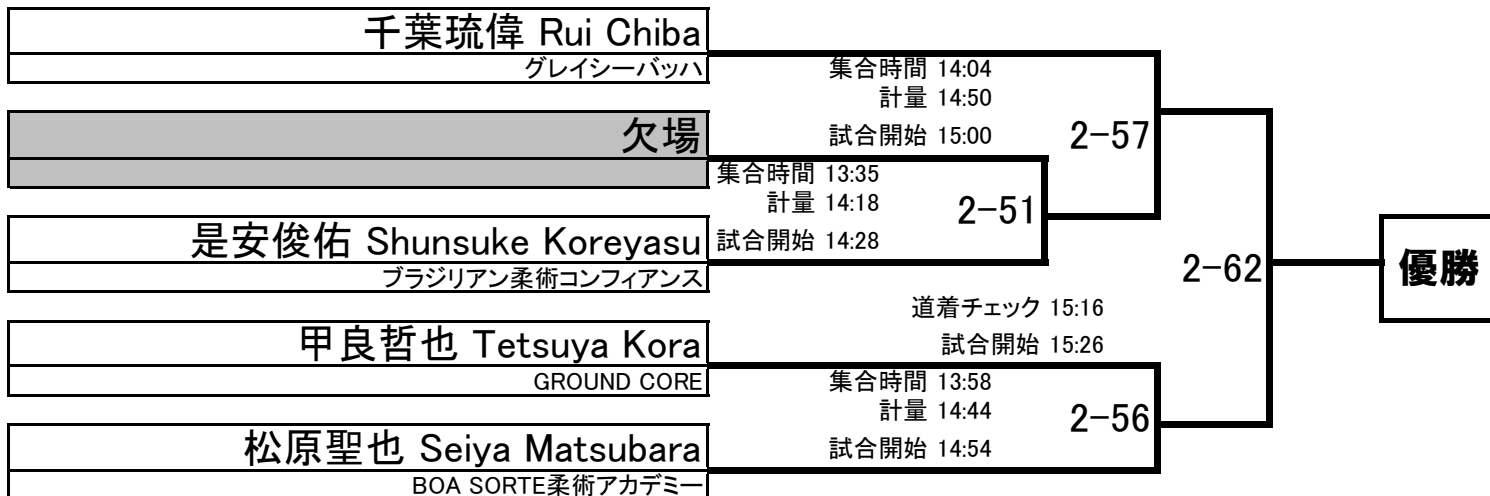 千葉琉偉 Rui Chiba
グレイシーバッハ
集合時間 14:04
計量 14:50
試合開始 15:00
2-57
欠場
集合時間 13:35
計量 14:18
試合開始 14:28
2-51
是安俊佑 Shunsuke Koreyasu
ブラジリアン柔術コンフィアンス
2-62
優勝
道着チェック 15:16
試合開始 15:26
甲良哲也 Tetsuya Kora
GROUND CORE
集合時間 13:58
計量 14:44
試合開始 14:54
2-56
松原聖也 Seiya Matsubara
BOA SORTE柔術アカデミー